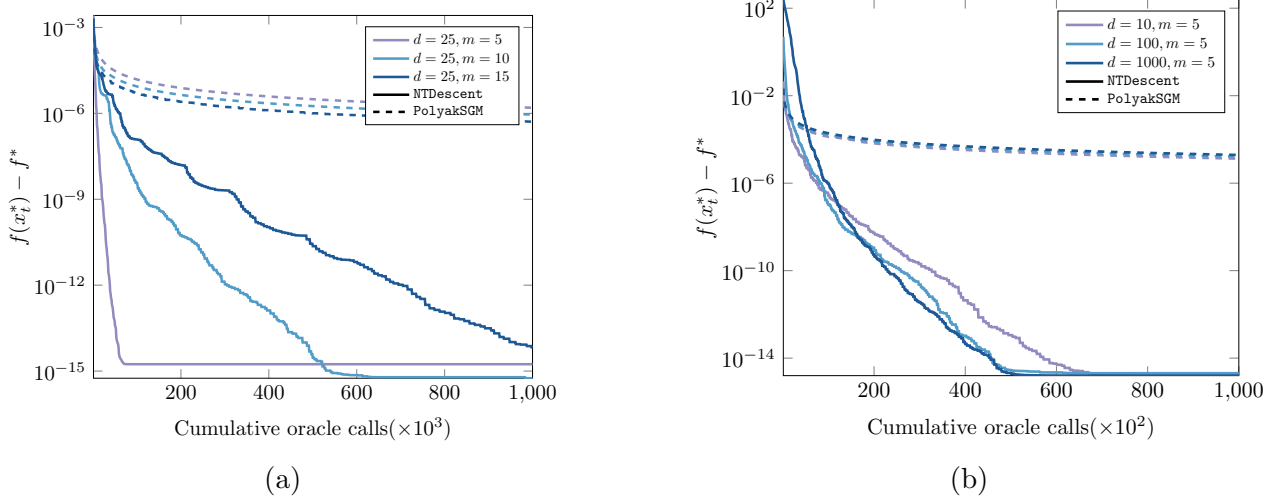 10^{-3}
10^{-6}
10^{-9}
10^{-12}
10^{-15}
f(x_t^*) − f^*
200
400
600
800
1,000
Cumulative oracle calls(×10^3)
d = 25, m = 5
d = 25, m = 10
d = 25, m = 15
NTDescent
PolyakSGM
(a)
10^2
10^{-2}
10^{-6}
10^{-10}
10^{-14}
f(x_t^*) − f^*
200
400
600
800
1,000
Cumulative oracle calls(×10^2)
d = 10, m = 5
d = 100, m = 5
d = 1000, m = 5
NTDescent
PolyakSGM
(b)